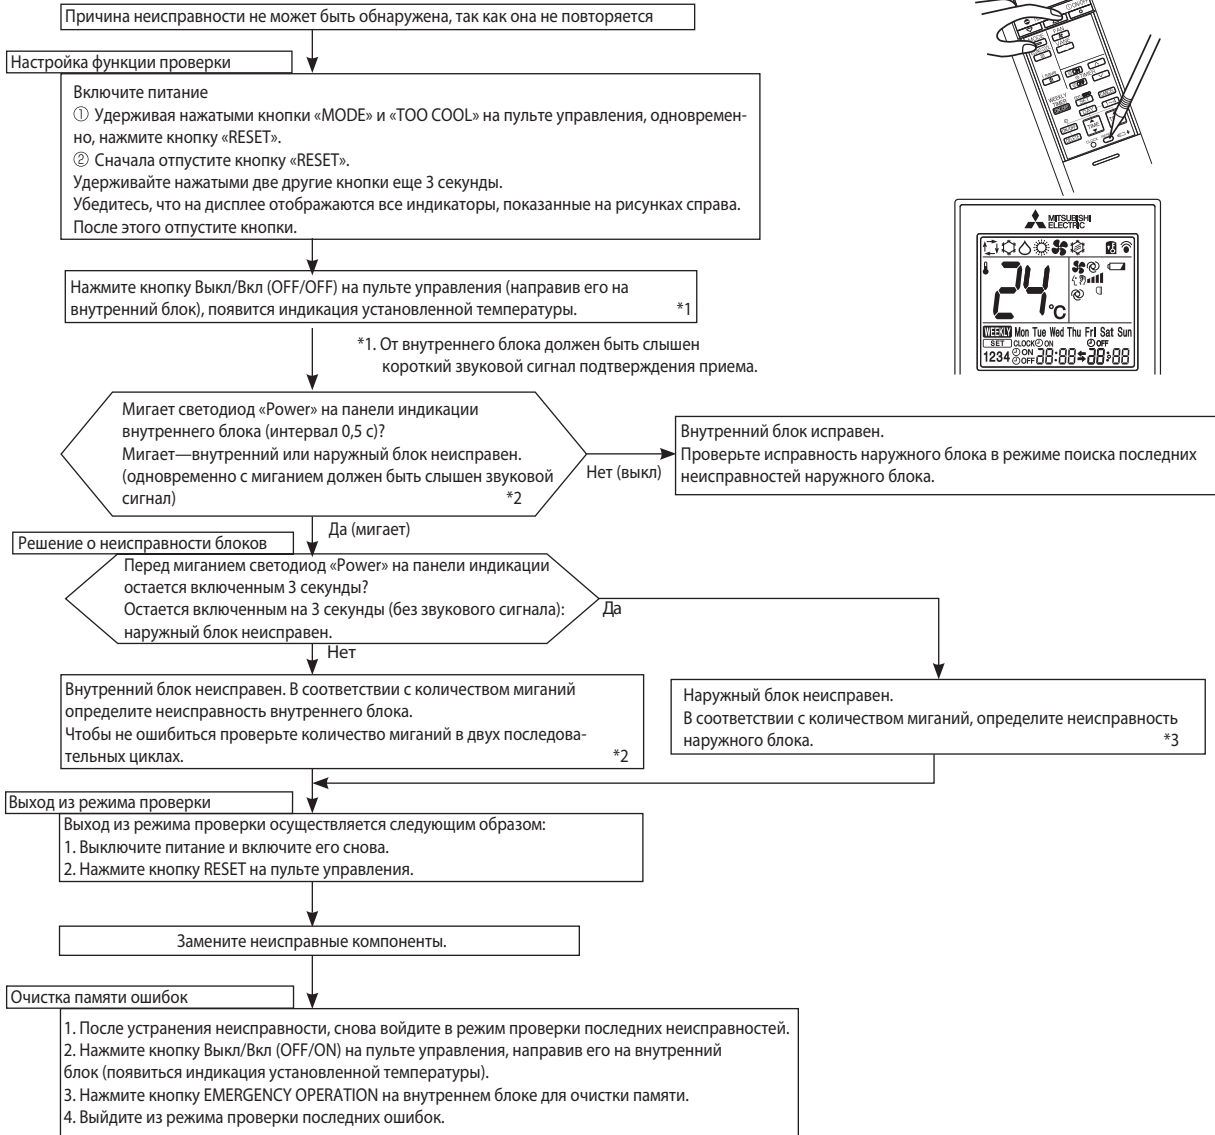 Причина неисправности не может быть обнаружена, так как она не повторяется
Настройка функции проверки
Включите питание
① Удерживая нажатыми кнопки «MODE» и «TOO COOL» на пульте управления, одновремен-
но, нажмите кнопку «RESET».
② Сначала отпустите кнопку «RESET».
Удерживайте нажатыми две другие кнопки еще 3 секунды.
Убедитесь, что на дисплее отображаются все индикаторы, показанные на рисунках справа.
После этого отпустите кнопки.
MITSUBISHI
ELECTRIC
24°C
WEEKLY Mon Tue Wed Thu Fri Sat Sun
SET CLOCK ON OFF
1234 ON OFF 88:88 88:88
Нажмите кнопку Выкл/Вкл (OFF/OFF) на пульте управления (направив его на
внутренний блок), появится индикация установленной температуры. *1
*1. От внутреннего блока должен быть слышен
короткий звуковой сигнал подтверждения приема.
Мигает светодиод «Power» на панели индикации
внутреннего блока (интервал 0,5 с)?
Мигает—внутренний или наружный блок неисправен.
(одновременно с миганием должен быть слышен звуковой
сигнал) *2
Нет (выкл)
Внутренний блок исправен.
Проверьте исправность наружного блока в режиме поиска последних
неисправностей наружного блока.
Да (мигает)
Решение о неисправности блоков
Перед миганием светодиод «Power» на панели индикации
остается включенным 3 секунды?
Остается включенным на 3 секунды (без звукового сигнала):
наружный блок неисправен.
Да
Нет
Внутренний блок неисправен. В соответствии с количеством миганий
определите неисправность внутреннего блока.
Чтобы не ошибиться проверьте количество миганий в двух последова-
тельных циклах. *2
Наружный блок неисправен.
В соответствии с количеством миганий, определите неисправность
наружного блока. *3
Выход из режима проверки
Выход из режима проверки осуществляется следующим образом:
1. Выключите питание и включите его снова.
2. Нажмите кнопку RESET на пульте управления.
Замените неисправные компоненты.
Очистка памяти ошибок
1. После устранения неисправности, снова войдите в режим проверки последних неисправностей.
2. Нажмите кнопку Выкл/Вкл (OFF/ON) на пульте управления, направив его на внутренний
блок (появиться индикация установленной температуры).
3. Нажмите кнопку EMERGENCY OPERATION на внутреннем блоке для очистки памяти.
4. Выйдите из режима проверки последних ошибок.